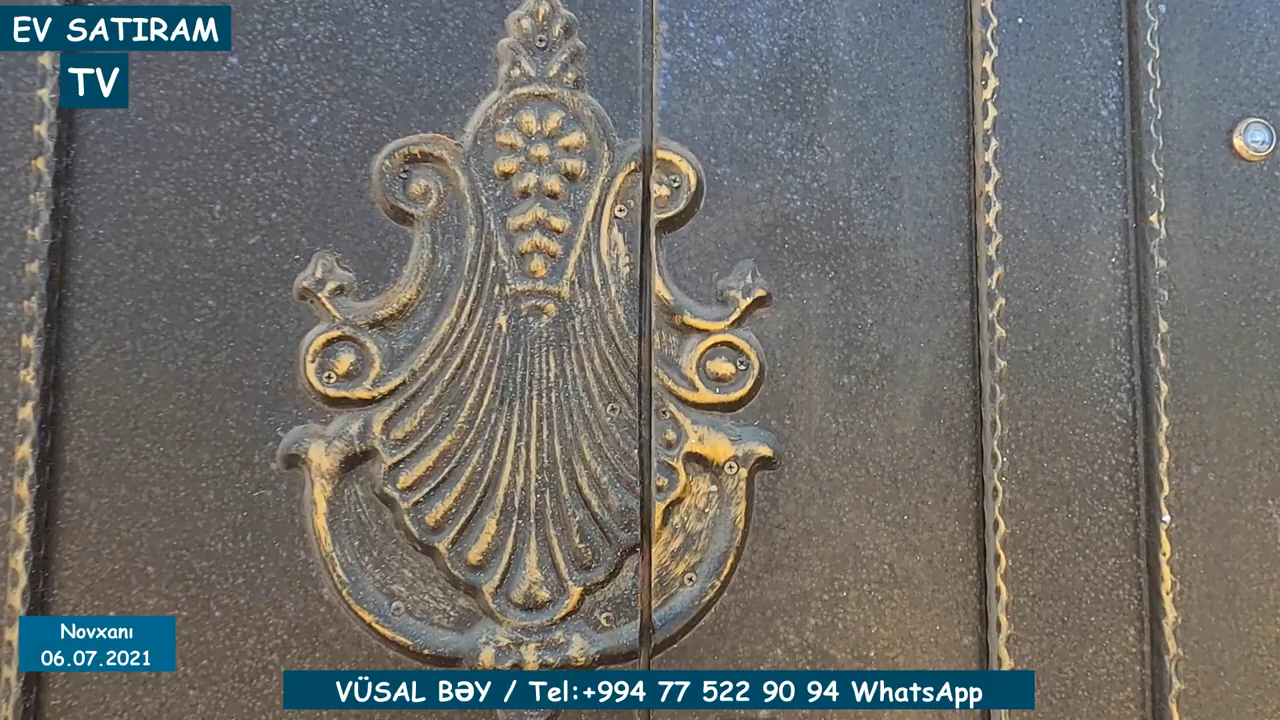 EV SATIRAM
TV
Novxanı
06.07.2021
VÜSAL BƏY / Tel:+994 77 522 90 94 WhatsApp